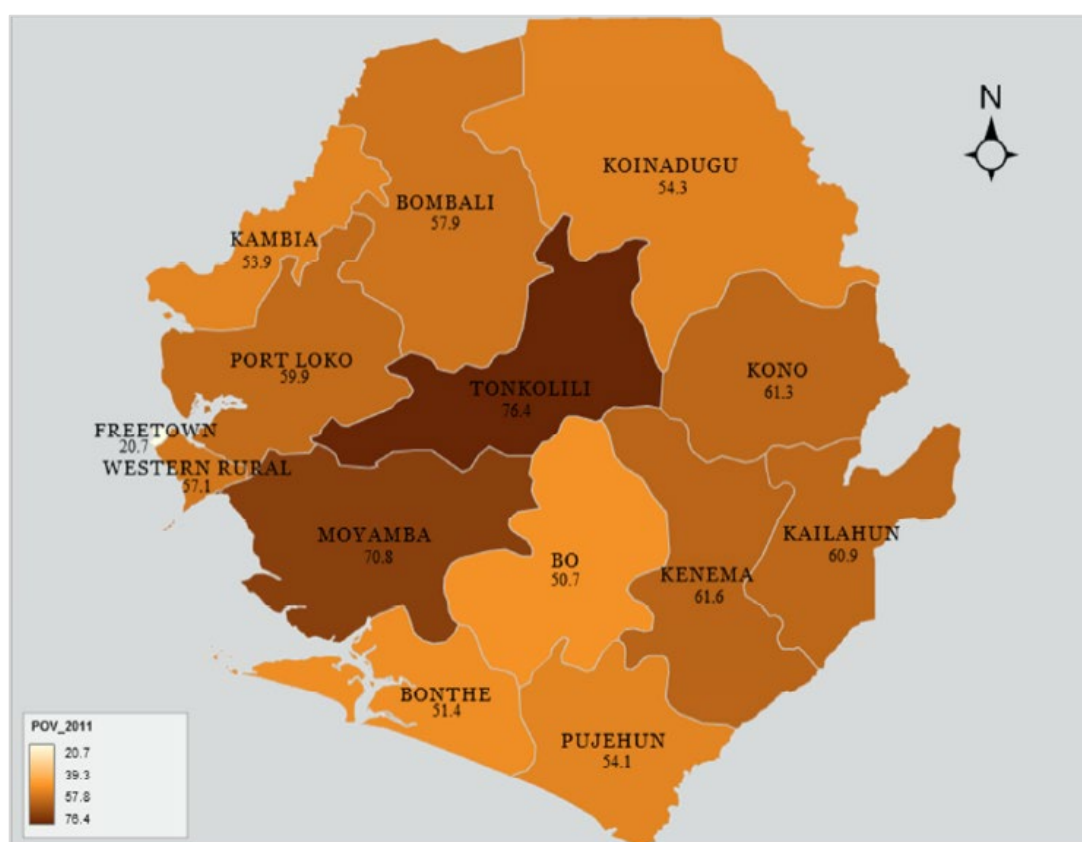 N
KOINADUGU
54.3
BOMBALI
57.9
KAMBIA
53.9
PORT LOKO
59.9
KONO
61.3
TONKOLILI
76.4
FREETOWN
20.7
WESTERN RURAL
57.1
MOYAMBA
70.8
BO
50.7
KENEMA
61.6
KAILAHUN
60.9
BONTHE
51.4
PUJEHUN
54.1
POV_2011
20.7
39.3
57.8
76.4